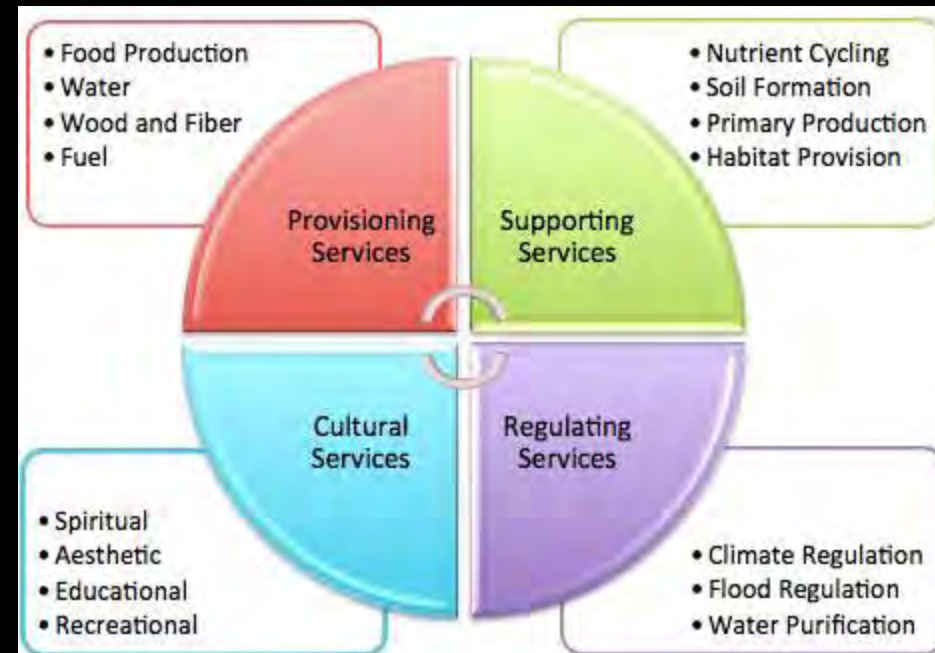 • Food Production
• Water
• Wood and Fiber
• Fuel
Provisioning
Services
• Nutrient Cycling
• Soil Formation
• Primary Production
• Habitat Provision
Supporting
Services
Cultural
Services
• Spiritual
• Aesthetic
• Educational
• Recreational
Regulating
Services
• Climate Regulation
• Flood Regulation
• Water Purification